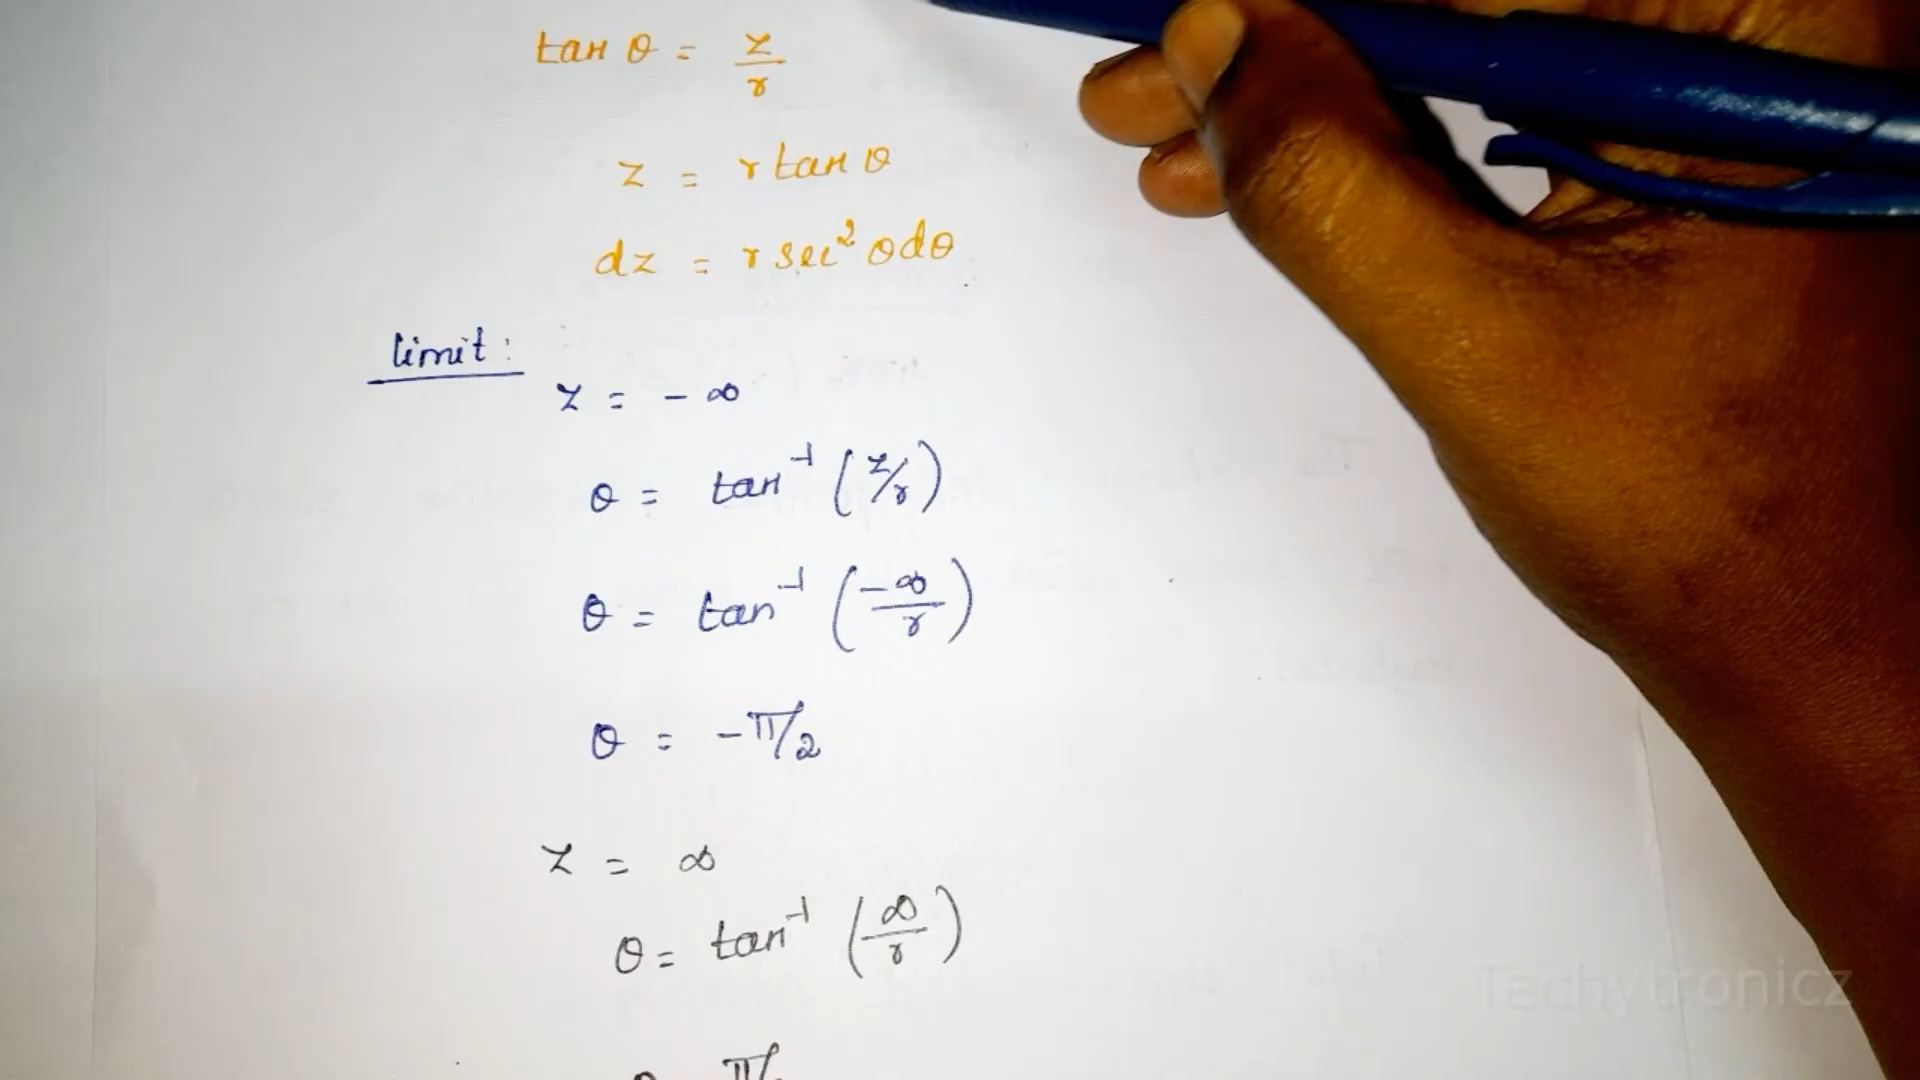 tan θ = z/r
z = r tan θ
dz = r sec² θ dθ
limit:
z = - ∞
θ = tan⁻¹ (z/r)
θ = tan⁻¹ (-∞/r)
θ = -π/2
z = ∞
θ = tan⁻¹ (∞/r)
Techytronicz